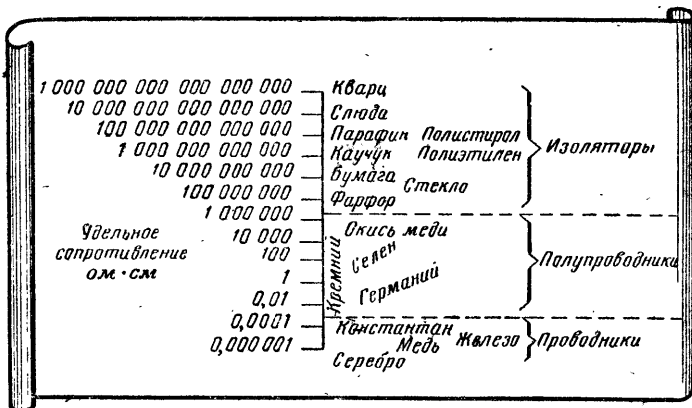 1 000 000 000 000 000 000 Кварц
10 000 000 000 000 000 Слюда
100 000 000 000 000 Парафин Полистирол
1 000 000 000 000 Каучук Полиэтилен Изоляторы
10 000 000 000 Бумага
Стекло
100 000 000 Фарфор
1 000 000
Удельное сопротивление ом·см
10 000 Окись меди
100 Селен
Кремний
Полупроводники
1
Германий
0,01
0,0001 Константан
Медь Железо Проводники
0,000 001
Серебро